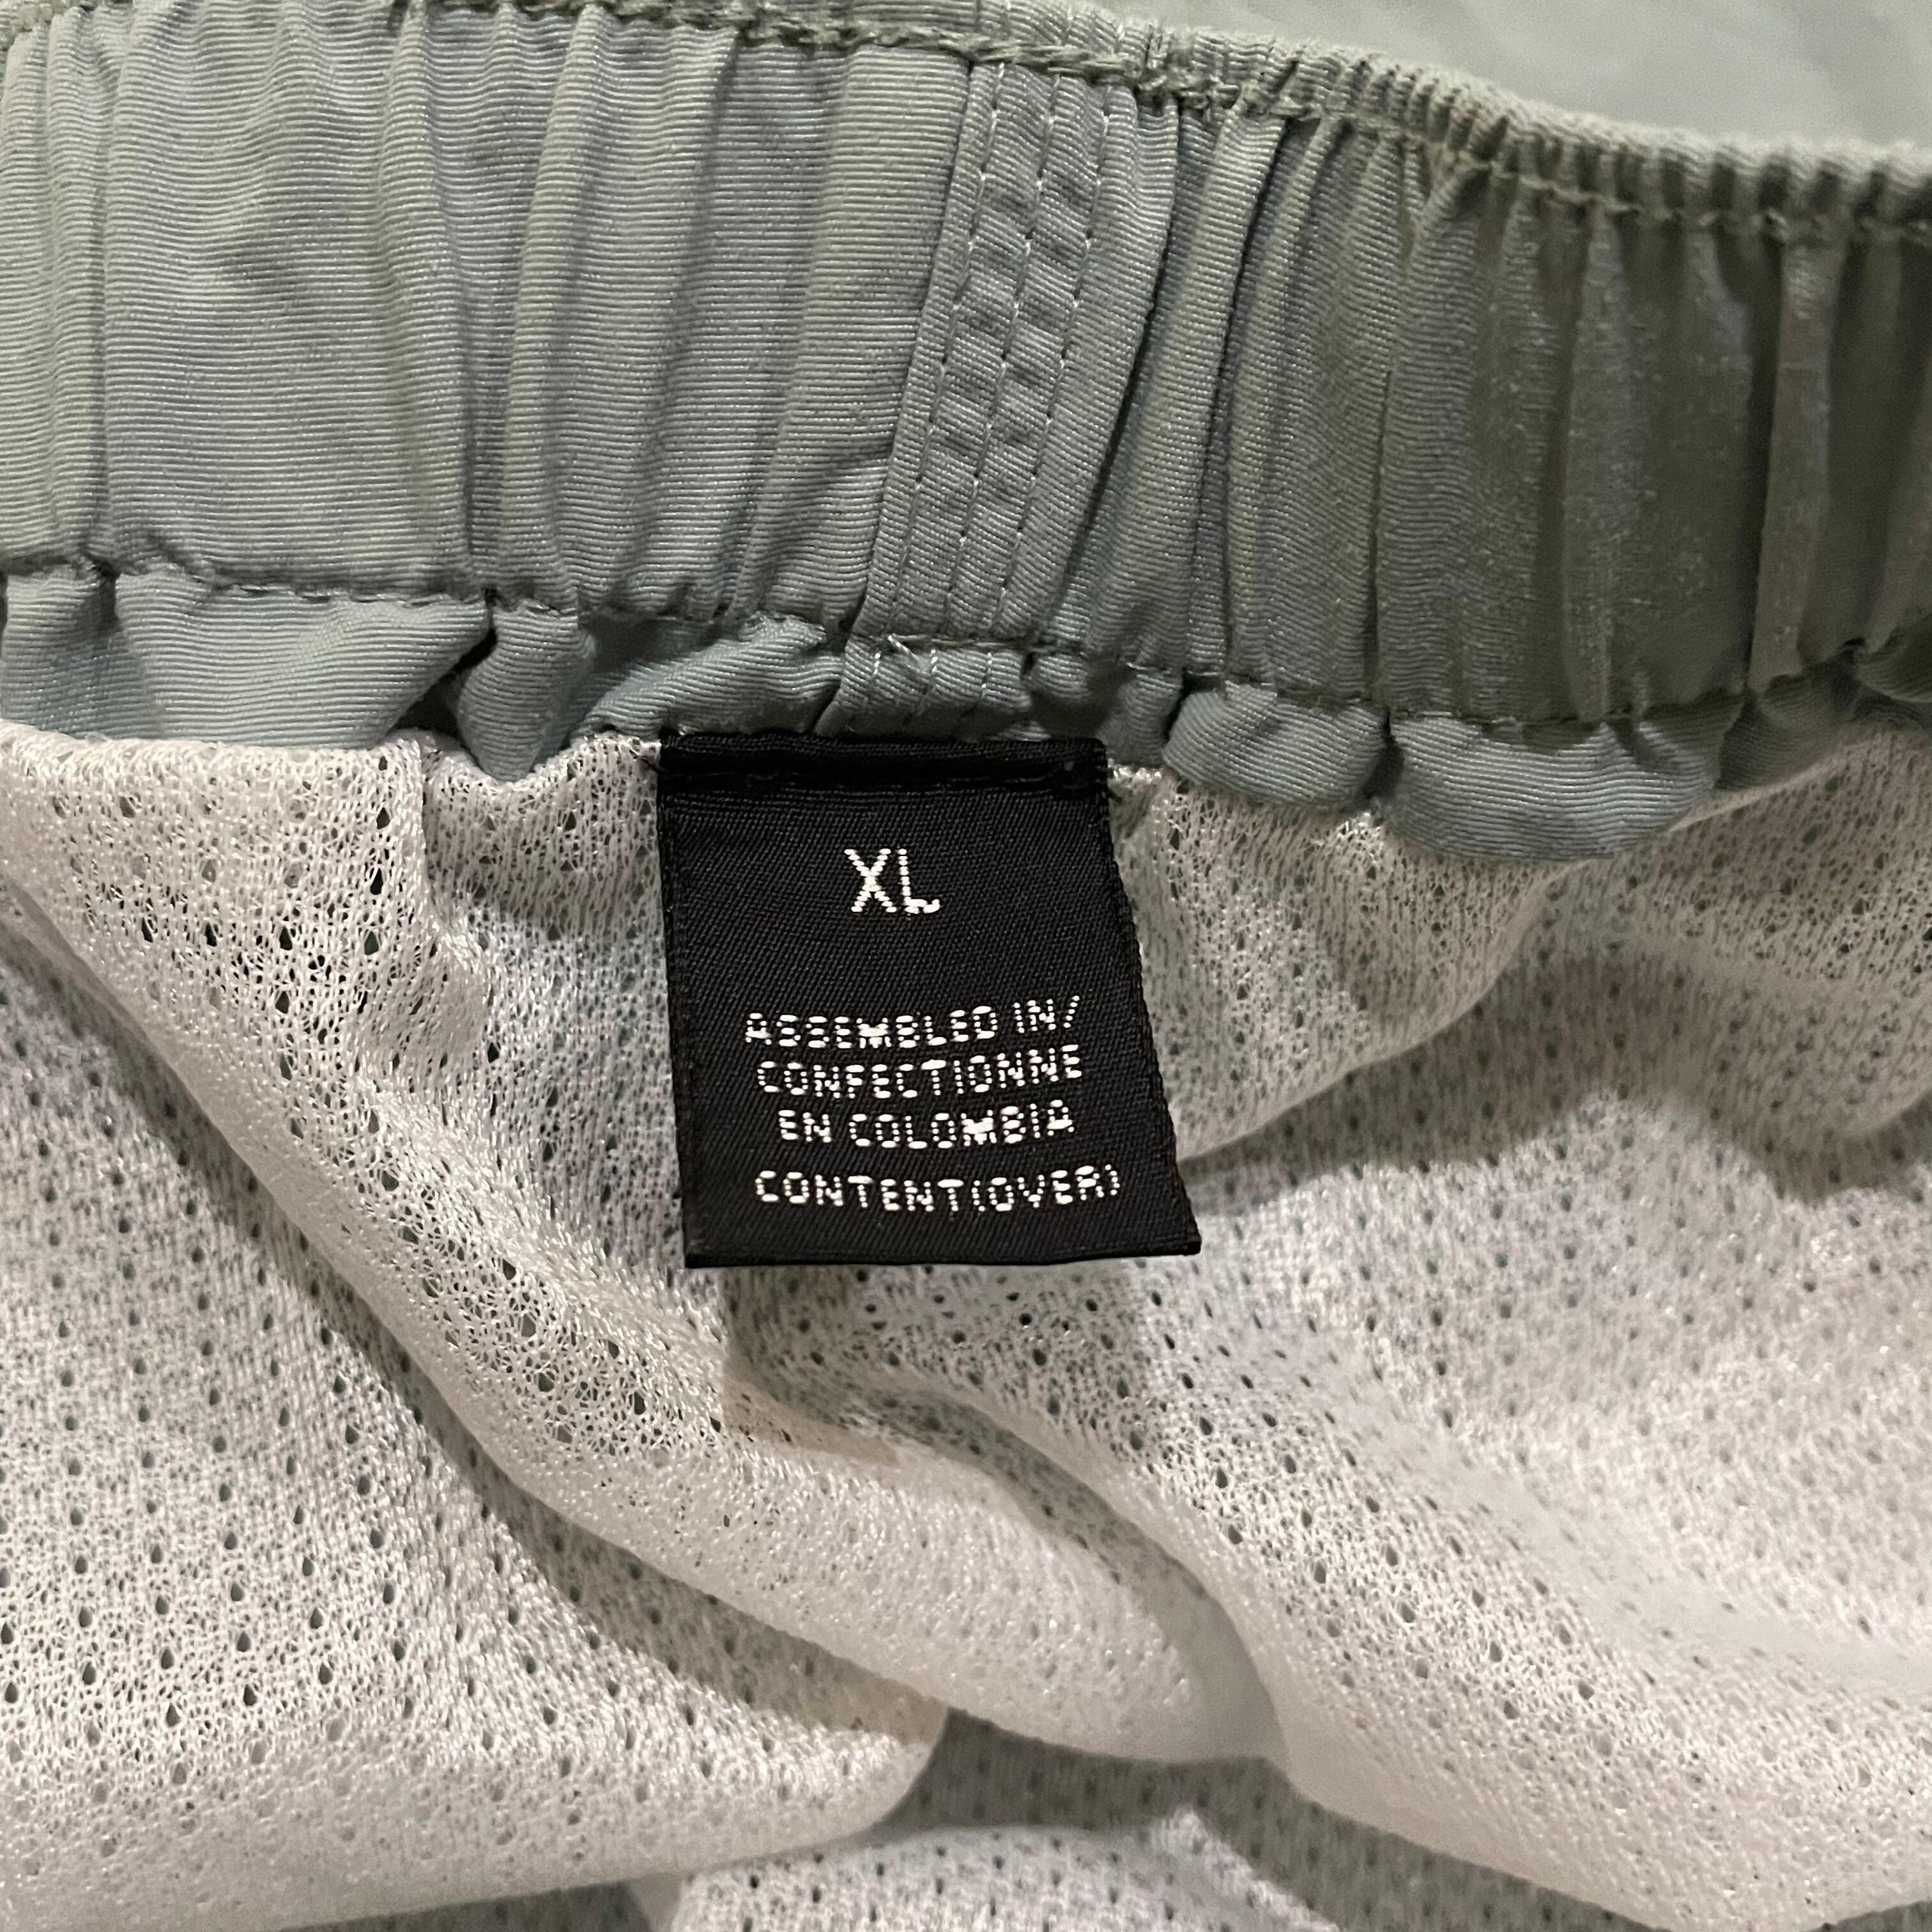 XL
ASSEMBLED IN/
CONFECTIONNE
EN COLOMBIA
CONTENT(OVER)